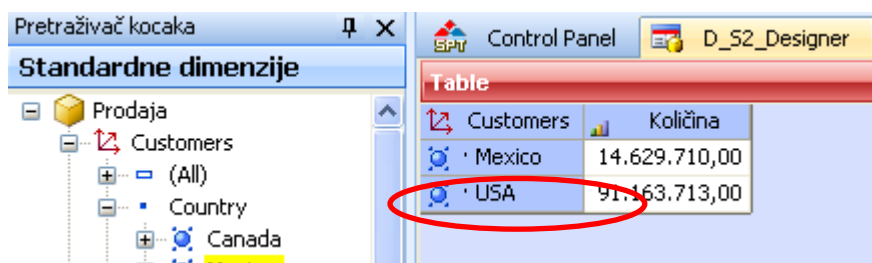 Pretraživač kocaka
Standardne dimenzije
Prodaja
Customers
(All)
Country
Canada
SPT Control Panel
D_S2_Designer
Table
Customers Količina
Mexico 14.629.710,00
USA 91.163.713,00